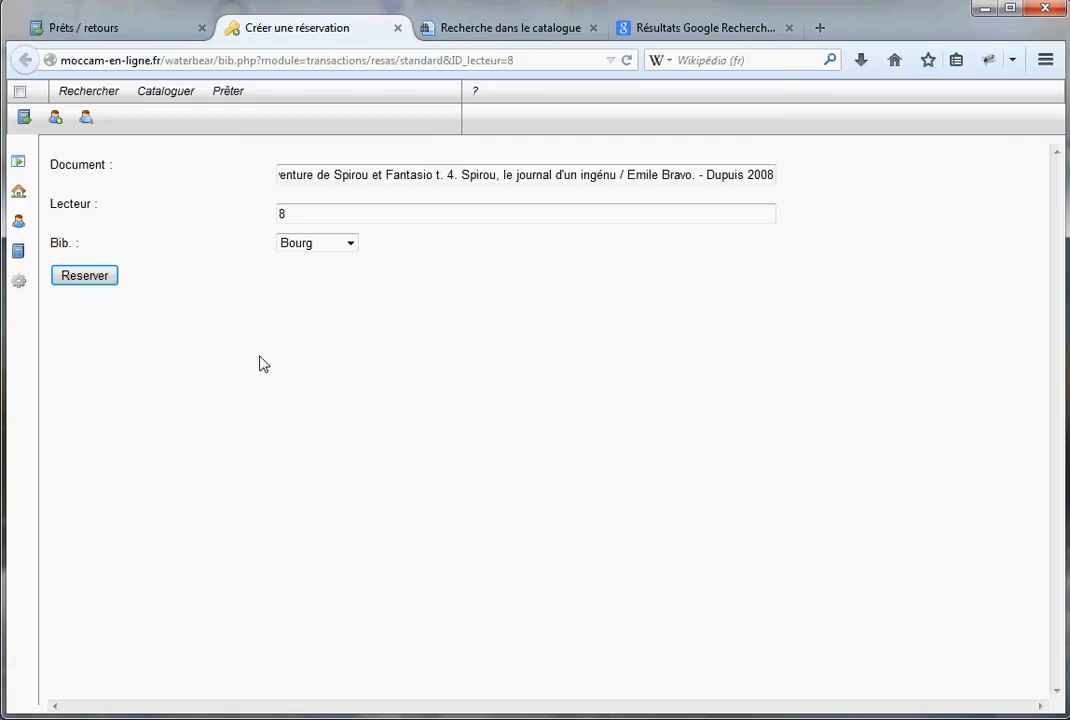 Prêts / retours
Créer une réservation
Recherche dans le catalogue
Résultats Google Recherch...
moccam-en-ligne.fr/waterbear/bib.php?module=transactions/resas/standard&ID_lecteur=8
Wikipédia (fr)
Rechercher Cataloguer Prêter ?
Document :
enture de Spirou et Fantasio t. 4. Spirou, le journal d'un ingénu / Emile Bravo. - Dupuis 2008
Lecteur :
8
Bib. :
Bourg
Reserver